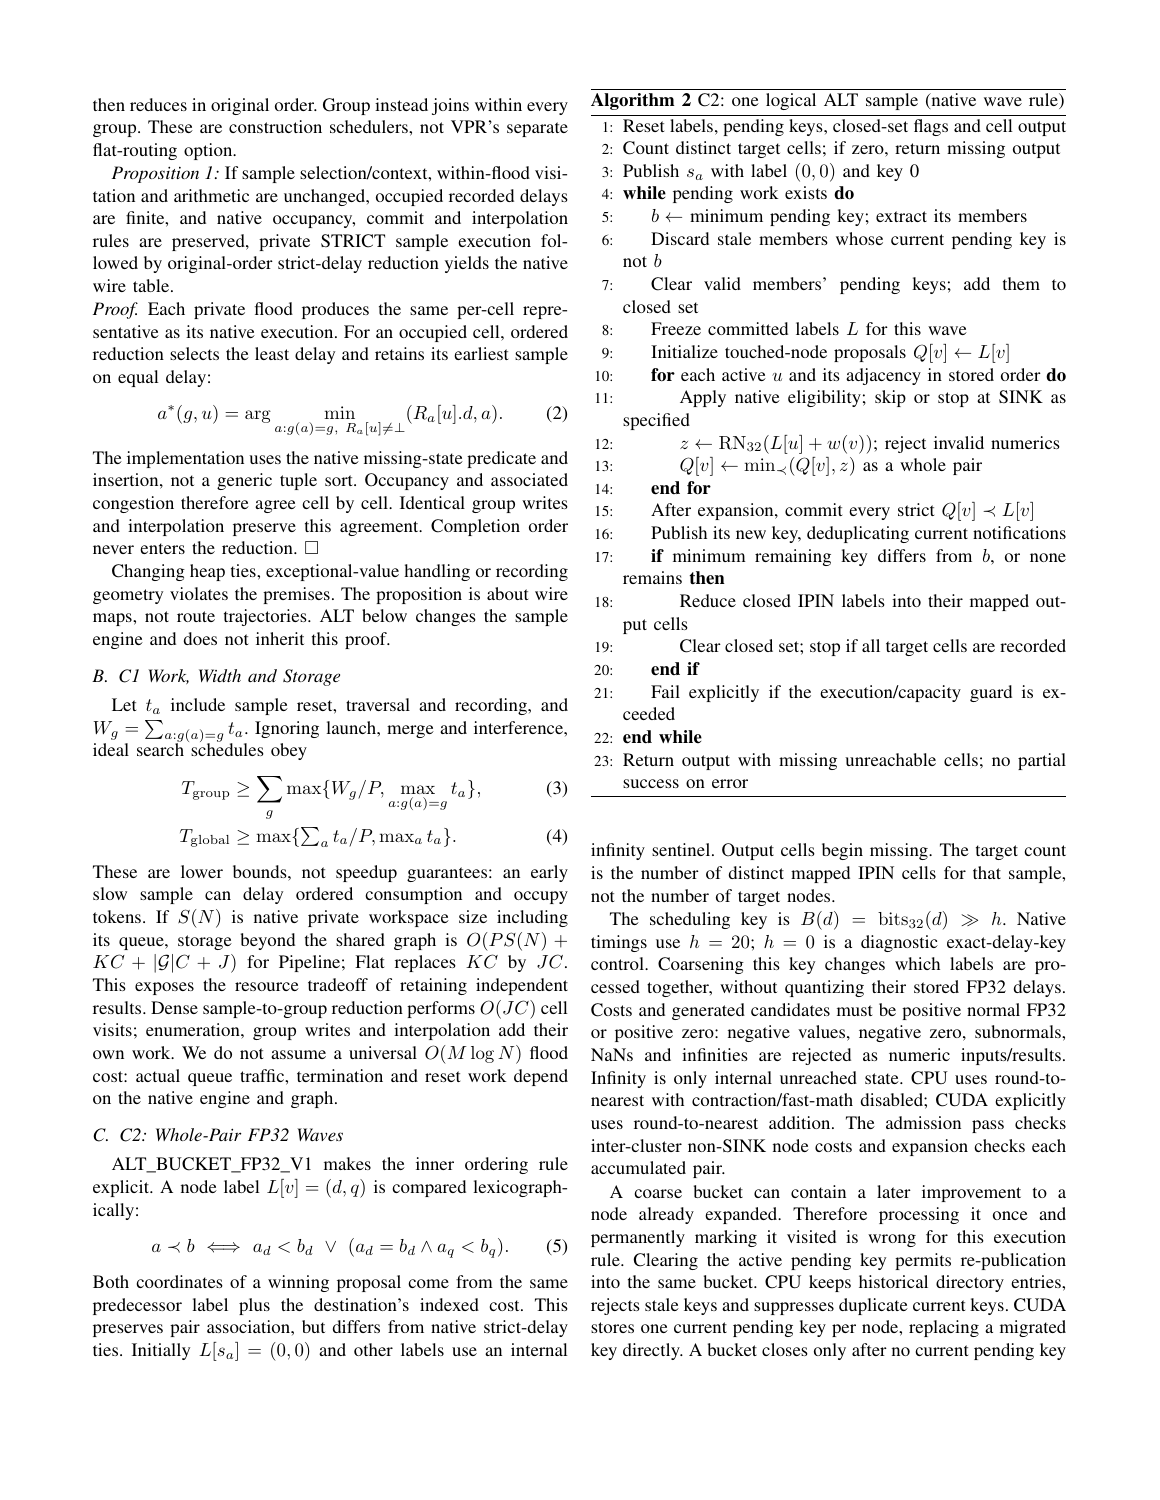 then reduces in original order. Group instead joins within every
group. These are construction schedulers, not VPR's separate
flat-routing option.
Proposition 1: If sample selection/context, within-flood visi-
tation and arithmetic are unchanged, occupied recorded delays
are finite, and native occupancy, commit and interpolation
rules are preserved, private STRICT sample execution fol-
lowed by original-order strict-delay reduction yields the native
wire table.
Proof. Each private flood produces the same per-cell repre-
sentative as its native execution. For an occupied cell, ordered
reduction selects the least delay and retains its earliest sample
on equal delay:
a*(g, u) = arg min_{a:g(a)=g, R_a[u]≠⊥} (R_a[u].d, a). (2)
The implementation uses the native missing-state predicate and
insertion, not a generic tuple sort. Occupancy and associated
congestion therefore agree cell by cell. Identical group writes
and interpolation preserve this agreement. Completion order
never enters the reduction. □
Changing heap ties, exceptional-value handling or recording
geometry violates the premises. The proposition is about wire
maps, not route trajectories. ALT below changes the sample
engine and does not inherit this proof.
B. C1 Work, Width and Storage
Let t_a include sample reset, traversal and recording, and
W_g = ∑_{a:g(a)=g} t_a. Ignoring launch, merge and interference,
ideal search schedules obey
T_group ≥ ∑_g max{W_g/P, max_{a:g(a)=g} t_a}, (3)
T_global ≥ max{∑_a t_a/P, max_a t_a}. (4)
These are lower bounds, not speedup guarantees: an early
slow sample can delay ordered consumption and occupy
tokens. If S(N) is native private workspace size including
its queue, storage beyond the shared graph is O(PS(N) +
KC + |𝒢|C + J) for Pipeline; Flat replaces KC by JC.
This exposes the resource tradeoff of retaining independent
results. Dense sample-to-group reduction performs O(JC) cell
visits; enumeration, group writes and interpolation add their
own work. We do not assume a universal O(M log N) flood
cost: actual queue traffic, termination and reset work depend
on the native engine and graph.
C. C2: Whole-Pair FP32 Waves
ALT_BUCKET_FP32_V1 makes the inner ordering rule
explicit. A node label L[v] = (d, q) is compared lexicograph-
ically:
a ≺ b ⟺ a_d < b_d ∨ (a_d = b_d ∧ a_q < b_q). (5)
Both coordinates of a winning proposal come from the same
predecessor label plus the destination's indexed cost. This
preserves pair association, but differs from native strict-delay
ties. Initially L[s_a] = (0, 0) and other labels use an internal
Algorithm 2 C2: one logical ALT sample (native wave rule)
1: Reset labels, pending keys, closed-set flags and cell output
2: Count distinct target cells; if zero, return missing output
3: Publish s_a with label (0, 0) and key 0
4: while pending work exists do
5: b ← minimum pending key; extract its members
6: Discard stale members whose current pending key is
not b
7: Clear valid members' pending keys; add them to
closed set
8: Freeze committed labels L for this wave
9: Initialize touched-node proposals Q[v] ← L[v]
10: for each active u and its adjacency in stored order do
11: Apply native eligibility; skip or stop at SINK as
specified
12: z ← RN_32(L[u] + w(v)); reject invalid numerics
13: Q[v] ← min_≺(Q[v], z) as a whole pair
14: end for
15: After expansion, commit every strict Q[v] ≺ L[v]
16: Publish its new key, deduplicating current notifications
17: if minimum remaining key differs from b, or none
remains then
18: Reduce closed IPIN labels into their mapped out-
put cells
19: Clear closed set; stop if all target cells are recorded
20: end if
21: Fail explicitly if the execution/capacity guard is ex-
ceeded
22: end while
23: Return output with missing unreachable cells; no partial
success on error
infinity sentinel. Output cells begin missing. The target count
is the number of distinct mapped IPIN cells for that sample,
not the number of target nodes.
The scheduling key is B(d) = bits_32(d) ≫ h. Native
timings use h = 20; h = 0 is a diagnostic exact-delay-key
control. Coarsening this key changes which labels are pro-
cessed together, without quantizing their stored FP32 delays.
Costs and generated candidates must be positive normal FP32
or positive zero: negative values, negative zero, subnormals,
NaNs and infinities are rejected as numeric inputs/results.
Infinity is only internal unreached state. CPU uses round-to-
nearest with contraction/fast-math disabled; CUDA explicitly
uses round-to-nearest addition. The admission pass checks
inter-cluster non-SINK node costs and expansion checks each
accumulated pair.
A coarse bucket can contain a later improvement to a
node already expanded. Therefore processing it once and
permanently marking it visited is wrong for this execution
rule. Clearing the active pending key permits re-publication
into the same bucket. CPU keeps historical directory entries,
rejects stale keys and suppresses duplicate current keys. CUDA
stores one current pending key per node, replacing a migrated
key directly. A bucket closes only after no current pending key